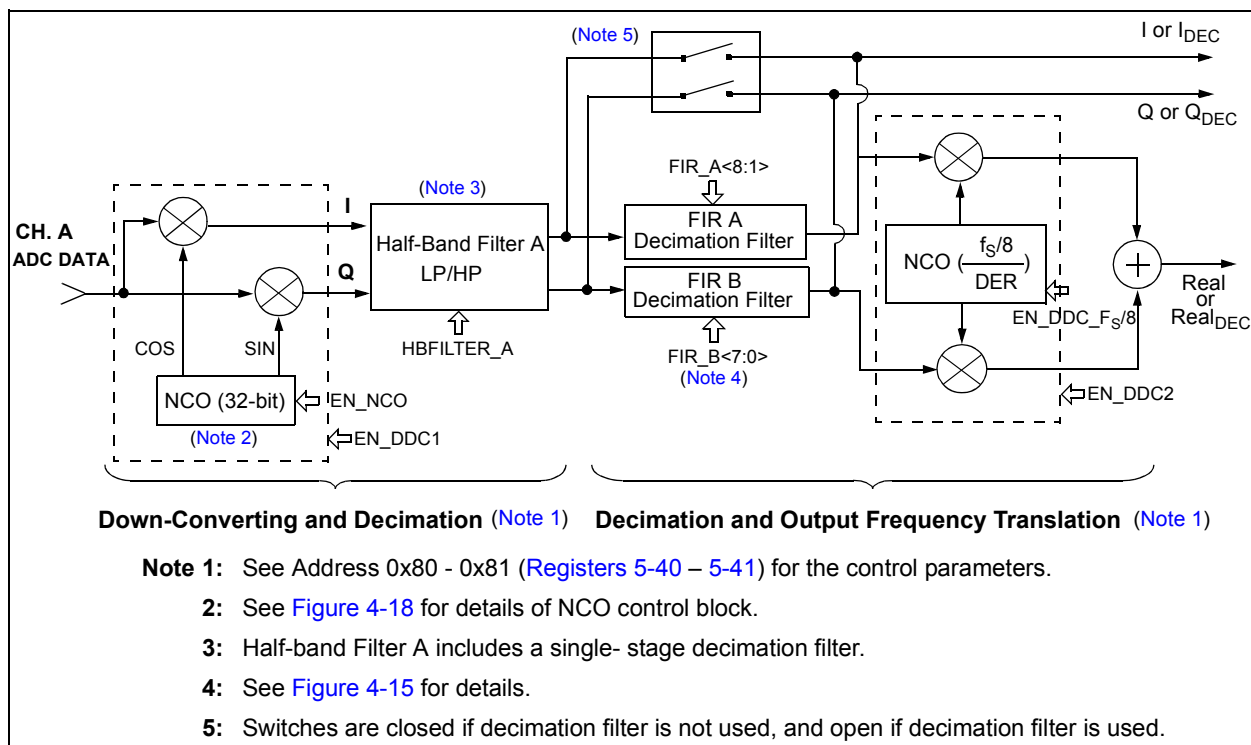 (Note 5)
I or IDEC
Q or QDEC
FIR_A<8:1>
(Note 3)
I
CH. A
ADC DATA
Half-Band Filter A
LP/HP
FIR A
Decimation Filter
Q
FIR B
Decimation Filter
NCO (fS/8
DER)
Real
or
RealDEC
EN_DDC_FS/8
COS
SIN
HBFILTER_A
FIR_B<7:0>
(Note 4)
NCO (32-bit)
EN_NCO
EN_DDC2
(Note 2)
EN_DDC1
Down-Converting and Decimation (Note 1)
Decimation and Output Frequency Translation (Note 1)
Note 1: See Address 0x80 - 0x81 (Registers 5-40 – 5-41) for the control parameters.
2: See Figure 4-18 for details of NCO control block.
3: Half-band Filter A includes a single- stage decimation filter.
4: See Figure 4-15 for details.
5: Switches are closed if decimation filter is not used, and open if decimation filter is used.